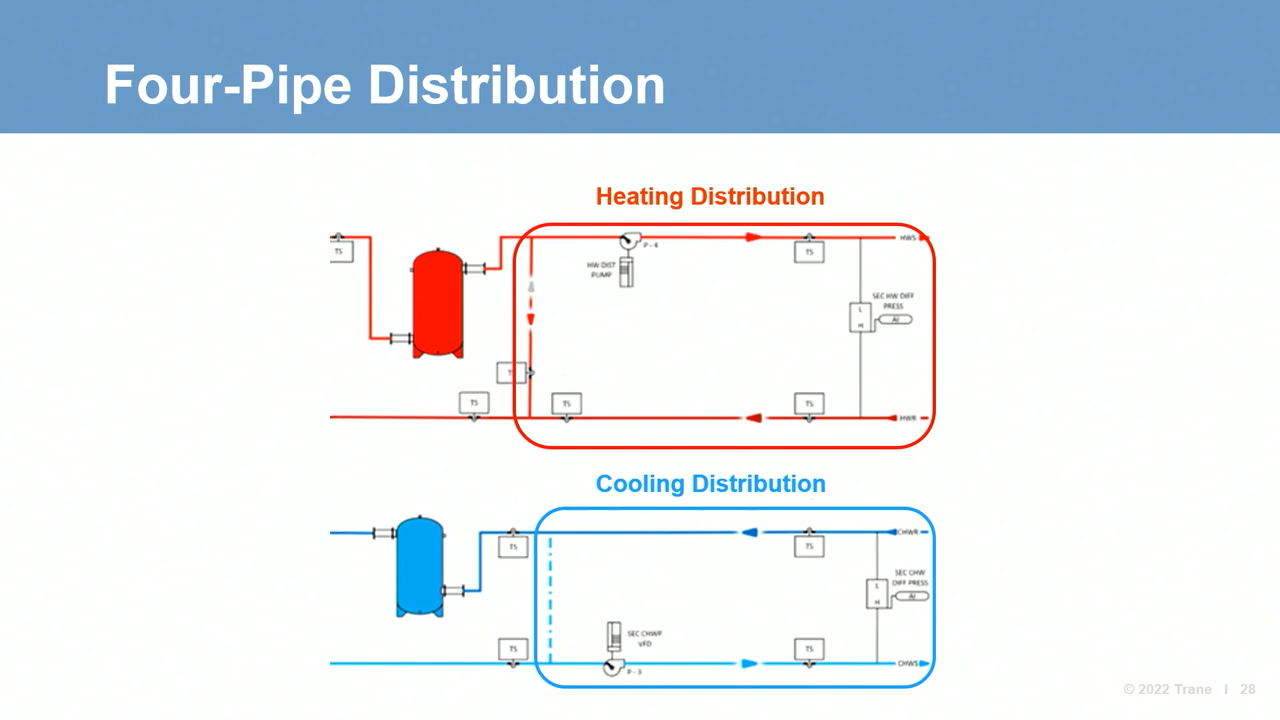 Four-Pipe Distribution
Heating Distribution
TS
P - 4
HW DIST
PUMP
TS
HWS
SEC HW DIFF
PRESS
L
H
AI
TS
TS
TS
TS
HWR
Cooling Distribution
TS
TS
CHWR
L
H
SEC CHW
DIFF PRESS
AI
TS
SEC CHWP
VFD
P - 3
TS
CHWS
© 2022 Trane I 28